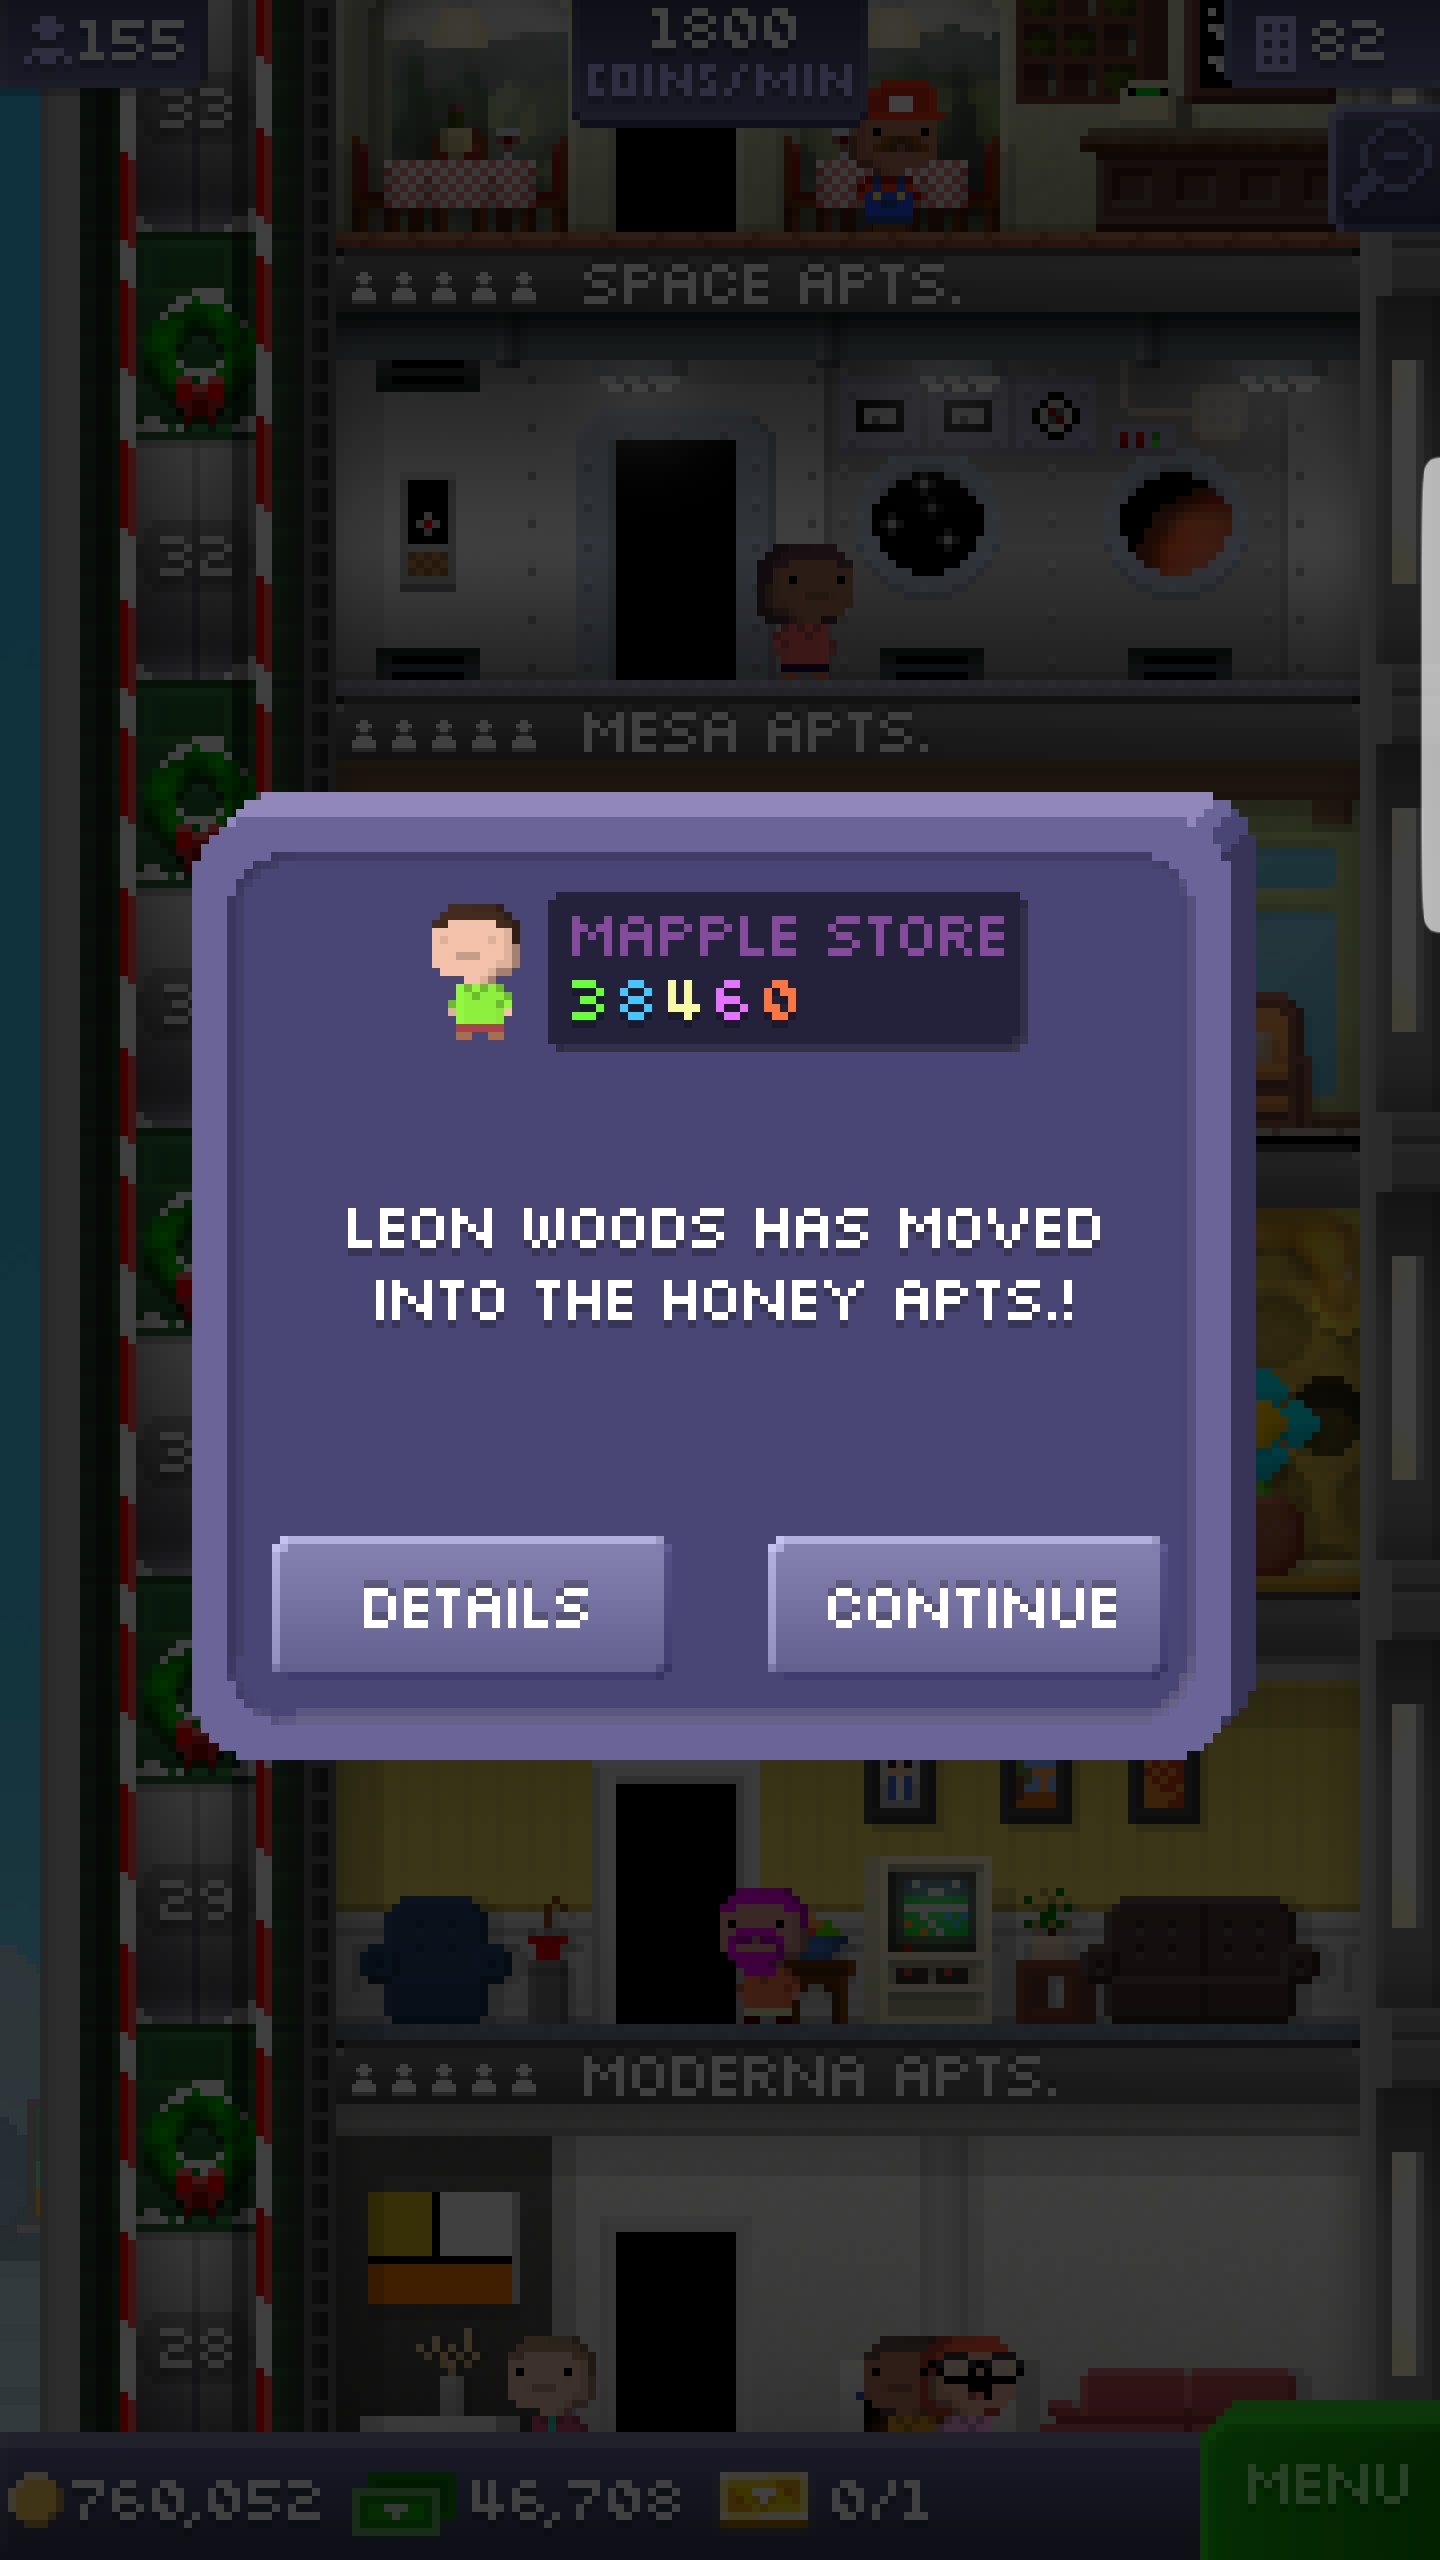 155
1800
COINS/MIN
82
33
SPACE APTS.
32
MESA APTS.
MAPPLE STORE
38460
LEON WOODS HAS MOVED
INTO THE HONEY APTS.!
DETAILS
CONTINUE
29
MODERNA APTS.
28
760,052
46,708
0/1
MENU